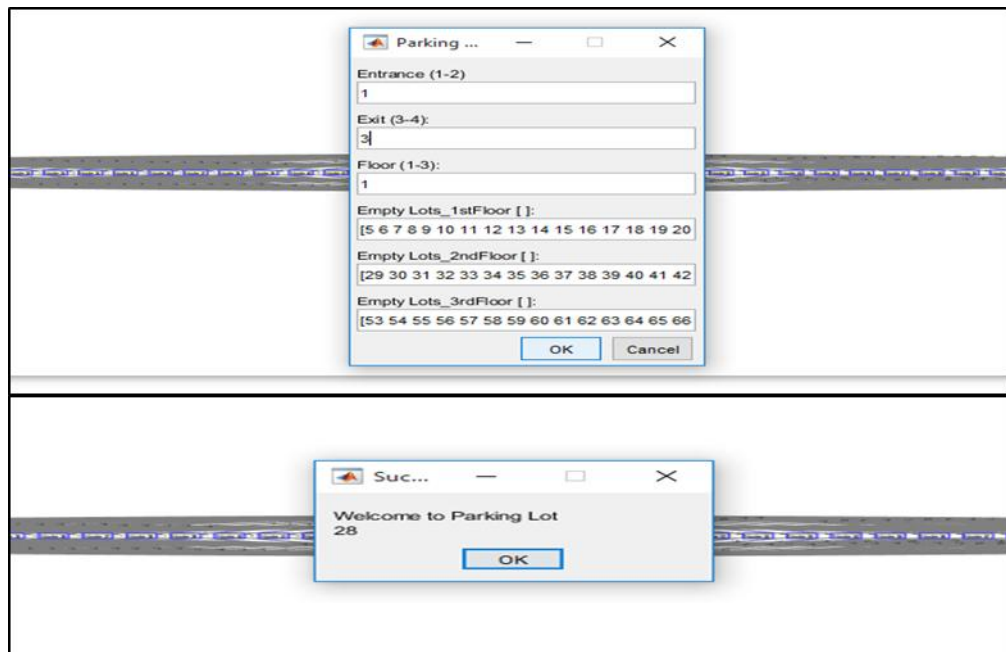 Parking ...
Entrance (1-2)
1
Exit (3-4):
3
Floor (1-3):
1
Empty Lots_1stFloor [ ]:
[5 6 7 8 9 10 11 12 13 14 15 16 17 18 19 20
Empty Lots_2ndFloor [ ]:
[29 30 31 32 33 34 35 36 37 38 39 40 41 42
Empty Lots_3rdFloor [ ]:
[53 54 55 56 57 58 59 60 61 62 63 64 65 66
OK Cancel
Suc...
Welcome to Parking Lot
28
OK